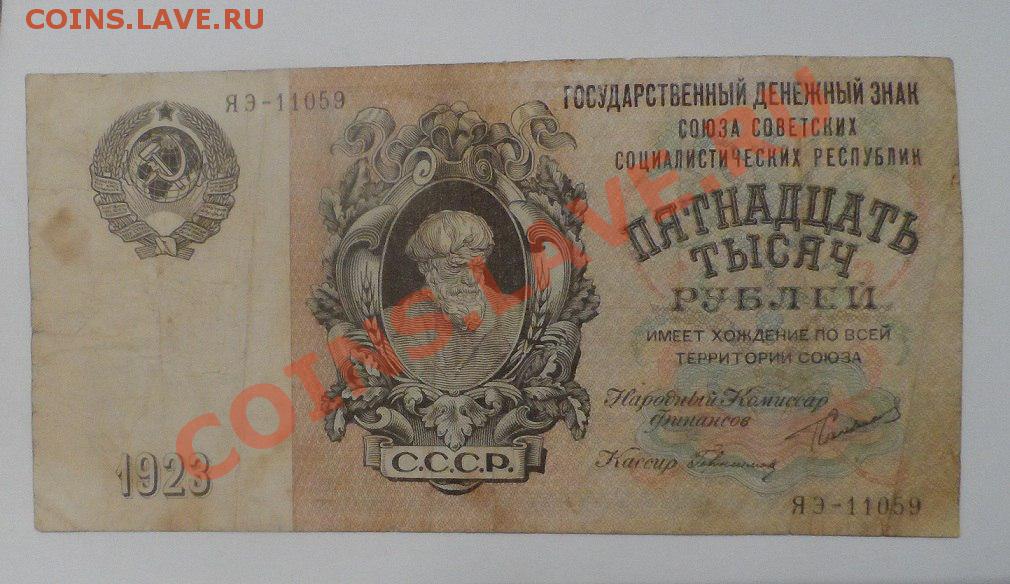 COINS.LAVE.RU
ЯЭ-11059
ГОСУДАРСТВЕННЫЙ ДЕНЕЖНЫЙ ЗНАК
СОЮЗА СОВЕТСКИХ
СОЦИАЛИСТИЧЕСКИХ РЕСПУБЛИК
ПЯТНАДЦАТЬ
ТЫСЯЧ
РУБЛЕЙ
ИМЕЕТ ХОЖДЕНИЕ ПО ВСЕЙ
ТЕРРИТОРИИ СОЮЗА
Народный Комиссар
финансов
Кассир
С.С.С.Р.
1923
ЯЭ-11059
COINS.LAVE.RU